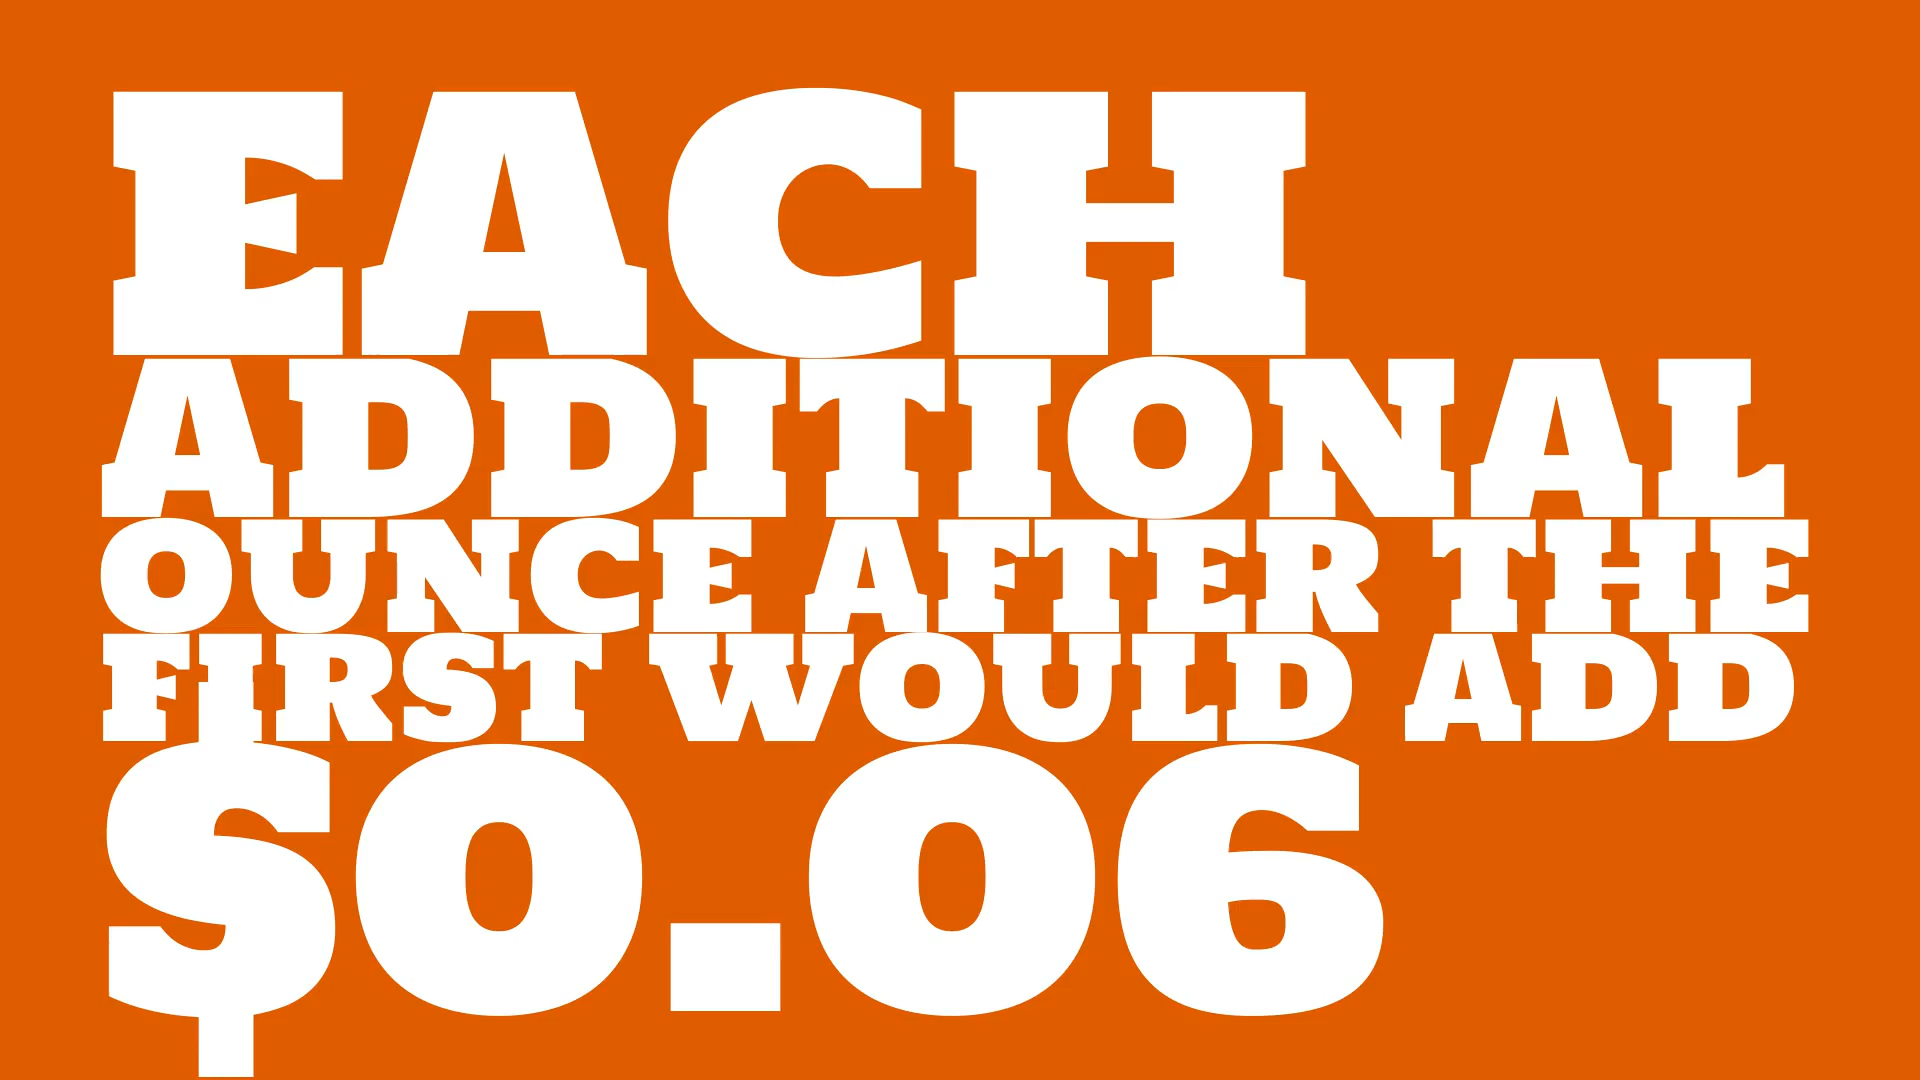 EACH
ADDITIONAL
OUNCE AFTER THE
FIRST WOULD ADD
$0.06